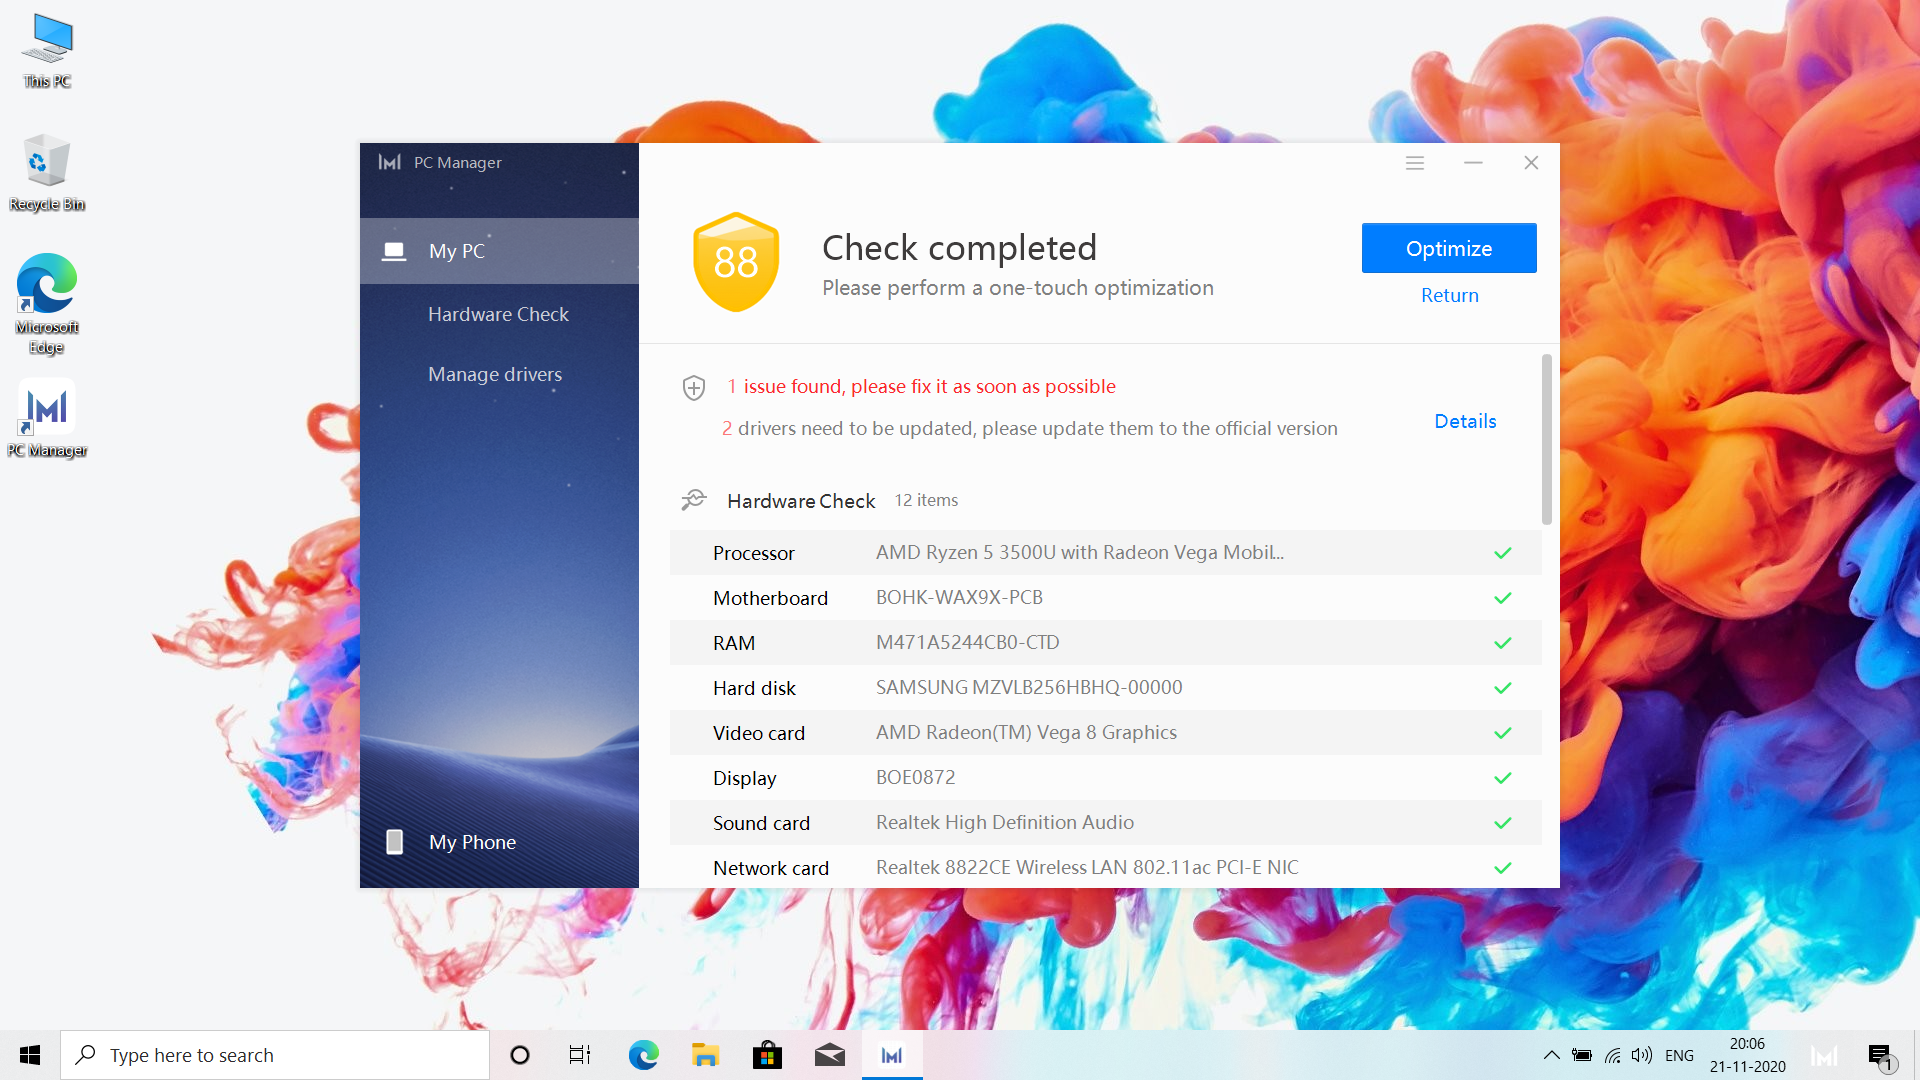 This PC
Recycle Bin
Microsoft
Edge
PC Manager
PC Manager
My PC
Hardware Check
Manage drivers
My Phone
88
Check completed
Please perform a one-touch optimization
Optimize
Return
1 issue found, please fix it as soon as possible
2 drivers need to be updated, please update them to the official version
Details
Hardware Check 12 items
Processor AMD Ryzen 5 3500U with Radeon Vega Mobil...
Motherboard BOHK-WAX9X-PCB
RAM M471A5244CB0-CTD
Hard disk SAMSUNG MZVLB256HBHQ-00000
Video card AMD Radeon(TM) Vega 8 Graphics
Display BOE0872
Sound card Realtek High Definition Audio
Network card Realtek 8822CE Wireless LAN 802.11ac PCI-E NIC
Type here to search
ENG
20:06
21-11-2020
1